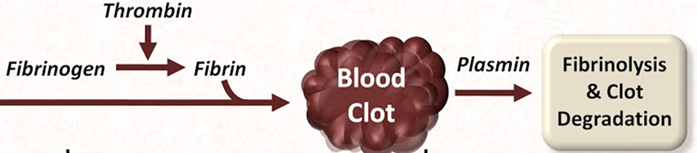 Thrombin
Fibrinogen
Fibrin
Blood
Clot
Plasmin
Fibrinolysis
& Clot
Degradation